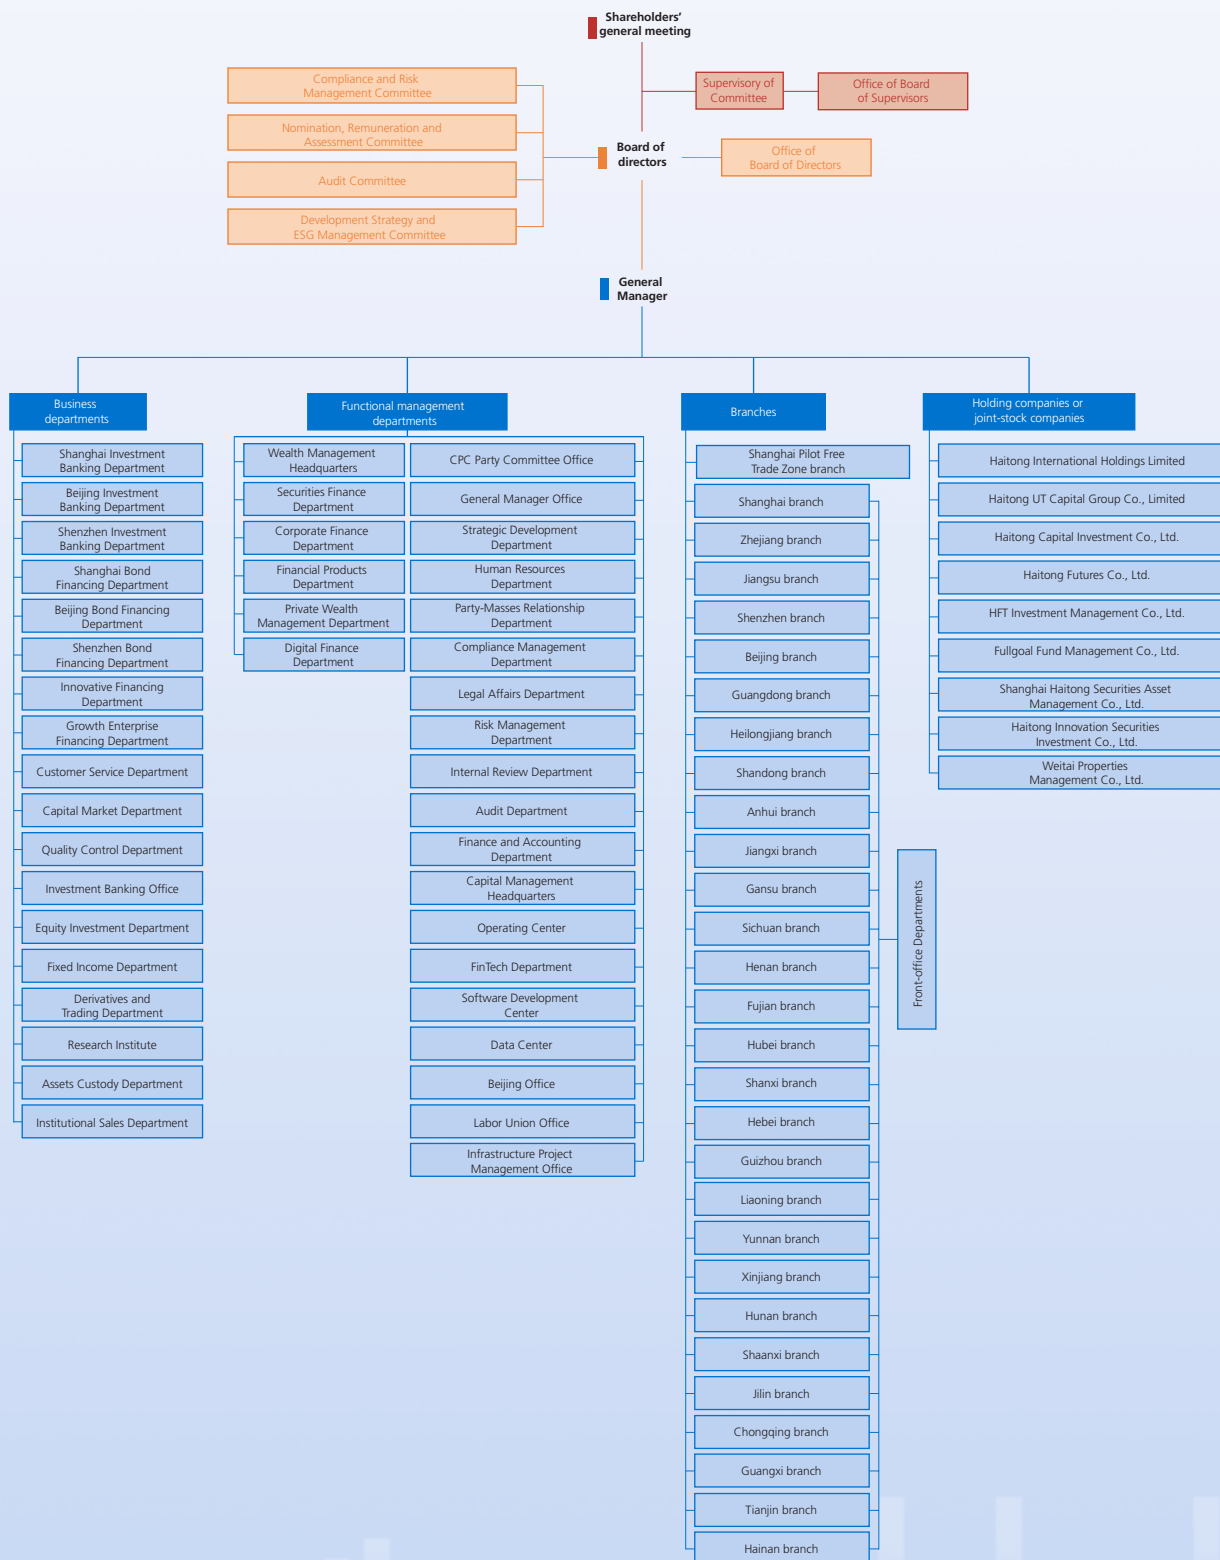 Shareholders’
general meeting
Compliance and Risk
Management Committee
Supervisory of
Committee
Office of Board
of Supervisors
Nomination, Remuneration and
Assessment Committee
Board of
directors
Office of
Board of Directors
Audit Committee
Development Strategy and
ESG Management Committee
General
Manager
Business
departments
Shanghai Investment
Banking Department
Beijing Investment
Banking Department
Shenzhen Investment
Banking Department
Shanghai Bond
Financing Department
Beijing Bond Financing
Department
Shenzhen Bond
Financing Department
Innovative Financing
Department
Growth Enterprise
Financing Department
Customer Service Department
Capital Market Department
Quality Control Department
Investment Banking Office
Equity Investment Department
Fixed Income Department
Derivatives and
Trading Department
Research Institute
Assets Custody Department
Institutional Sales Department
Functional management
departments
Wealth Management
Headquarters
Securities Finance
Department
Corporate Finance
Department
Financial Products
Department
Private Wealth
Management Department
Digital Finance
Department
CPC Party Committee Office
General Manager Office
Strategic Development
Department
Human Resources
Department
Party-Masses Relationship
Department
Compliance Management
Department
Legal Affairs Department
Risk Management
Department
Internal Review Department
Audit Department
Finance and Accounting
Department
Capital Management
Headquarters
Operating Center
FinTech Department
Software Development
Center
Data Center
Beijing Office
Labor Union Office
Infrastructure Project
Management Office
Branches
Shanghai Pilot Free
Trade Zone branch
Shanghai branch
Zhejiang branch
Jiangsu branch
Shenzhen branch
Beijing branch
Guangdong branch
Heilongjiang branch
Shandong branch
Anhui branch
Jiangxi branch
Gansu branch
Sichuan branch
Henan branch
Fujian branch
Hubei branch
Shanxi branch
Hebei branch
Guizhou branch
Liaoning branch
Yunnan branch
Xinjiang branch
Hunan branch
Shaanxi branch
Jilin branch
Chongqing branch
Guangxi branch
Tianjin branch
Hainan branch
Front-office Departments
Holding companies or
joint-stock companies
Haitong International Holdings Limited
Haitong UT Capital Group Co., Limited
Haitong Capital Investment Co., Ltd.
Haitong Futures Co., Ltd.
HFT Investment Management Co., Ltd.
Fullgoal Fund Management Co., Ltd.
Shanghai Haitong Securities Asset
Management Co., Ltd.
Haitong Innovation Securities
Investment Co., Ltd.
Weitai Properties
Management Co., Ltd.